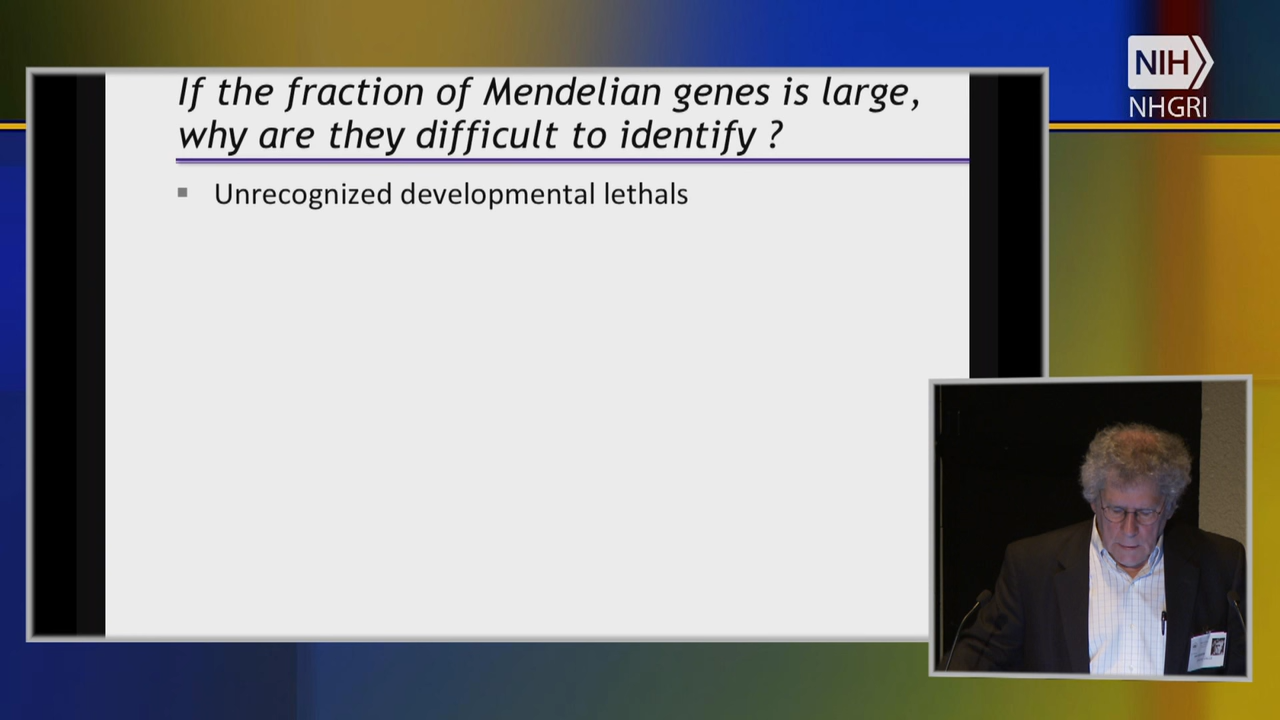 NIH
NHGRI
If the fraction of Mendelian genes is large,
why are they difficult to identify ?
Unrecognized developmental lethals